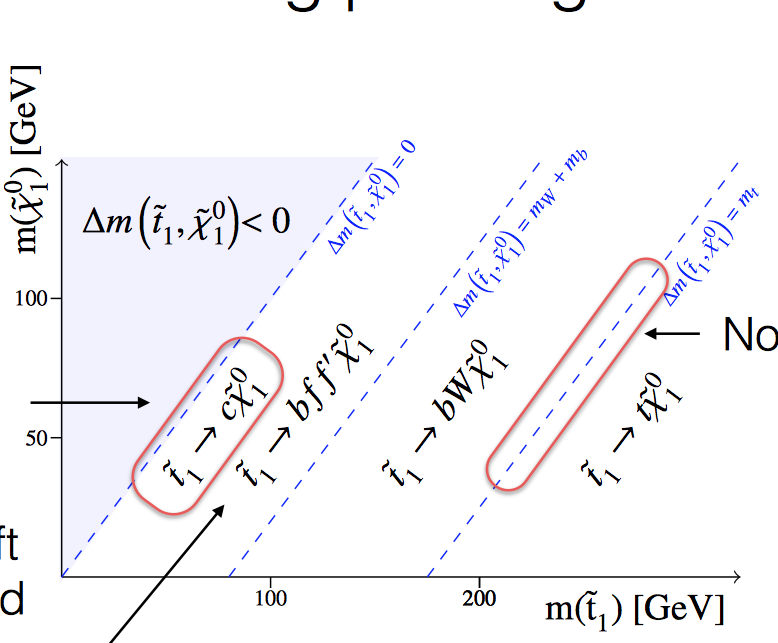 m(χ̃⁰₁) [GeV]
Δm(t̃₁, χ̃⁰₁)< 0
Δm(t̃₁, χ̃⁰₁) = 0
Δm(t̃₁, χ̃⁰₁) = m_W + m_b
Δm(t̃₁, χ̃⁰₁) = m_t
100
50
t̃₁ → cχ̃⁰₁
t̃₁ → bff′χ̃⁰₁
t̃₁ → bWχ̃⁰₁
t̃₁ → tχ̃⁰₁
No
ft
d
100
200
m(t̃₁) [GeV]